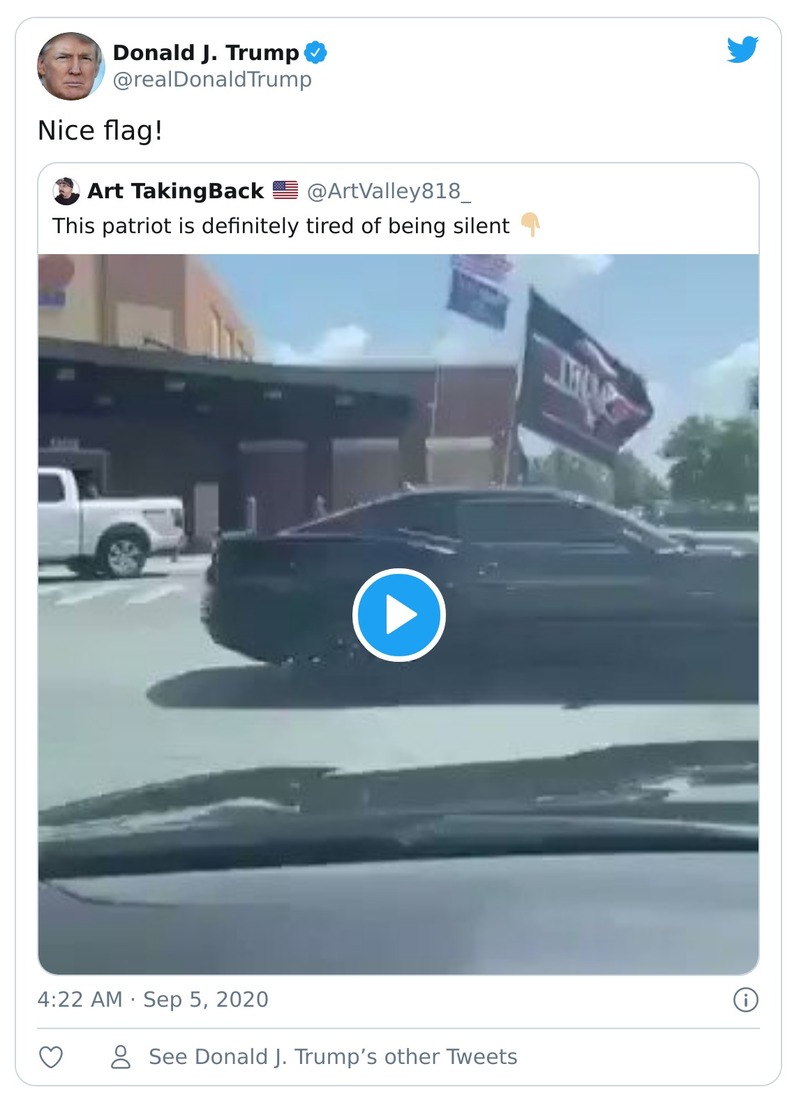 Donald J. Trump
@realDonaldTrump
Nice flag!
Art TakingBack 🇺🇸 @ArtValley818_
This patriot is definitely tired of being silent 👇🏼
TRUMP
4:22 AM · Sep 5, 2020
See Donald J. Trump’s other Tweets